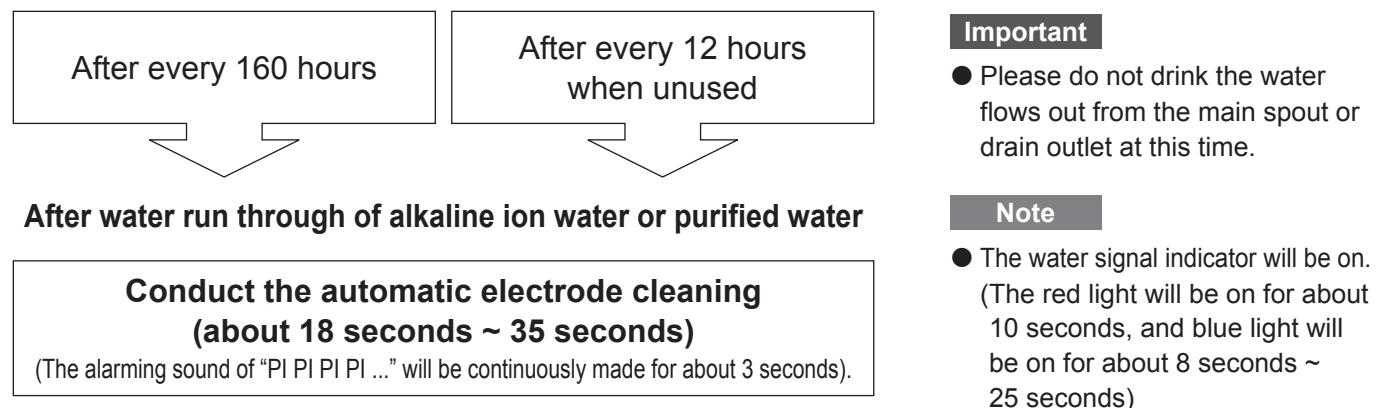 After every 160 hours
After every 12 hours
when unused
After water run through of alkaline ion water or purified water
Conduct the automatic electrode cleaning
(about 18 seconds ~ 35 seconds)
(The alarming sound of “PI PI PI PI ...” will be continuously made for about 3 seconds).
Important
● Please do not drink the water
flows out from the main spout or
drain outlet at this time.
Note
● The water signal indicator will be on.
(The red light will be on for about
10 seconds, and blue light will
be on for about 8 seconds ~
25 seconds)